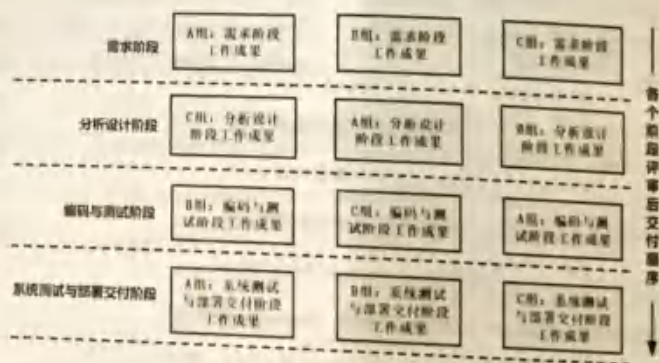 需求阶段
A组：需求阶段
工作成果
B组：需求阶段
工作成果
C组：需求阶段
工作成果
分析设计阶段
C组：分析设计
阶段工作成果
A组：分析设计
阶段工作成果
B组：分析设计
阶段工作成果
编码与测试阶段
B组：编码与测
试阶段工作成果
C组：编码与测
试阶段工作成果
A组：编码与测
试阶段工作成果
系统测试与部署交付阶段
A组：系统测试
与部署交付阶段
工作成果
B组：系统测试
与部署交付阶段
工作成果
C组：系统测试
与部署交付阶段
工作成果
各个阶段评审后交付顺序